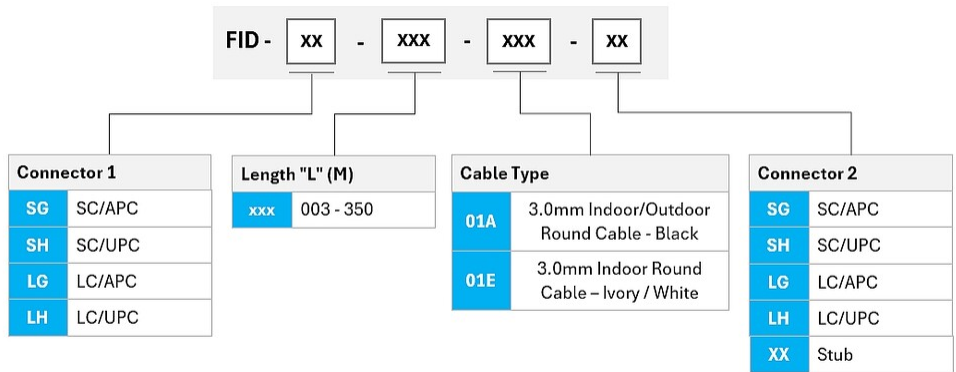 FID - XX - XXX - XXX - XX
Connector 1
SG SC/APC
SH SC/UPC
LG LC/APC
LH LC/UPC
Length "L" (M)
xxx 003 - 350
Cable Type
01A 3.0mm Indoor/Outdoor
Round Cable - Black
01E 3.0mm Indoor Round
Cable – Ivory / White
Connector 2
SG SC/APC
SH SC/UPC
LG LC/APC
LH LC/UPC
XX Stub